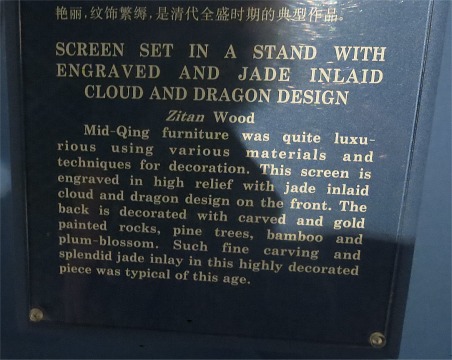 艳丽,纹饰繁缛,是清代全盛时期的典型作品。
SCREEN SET IN A STAND WITH
ENGRAVED AND JADE INLAID
CLOUD AND DRAGON DESIGN
Zitan Wood
Mid-Qing furniture was quite luxu-
rious using various materials and
techniques for decoration. This screen is
engraved in high relief with jade inlaid
cloud and dragon design on the front. The
back is decorated with carved and gold
painted rocks, pine trees, bamboo and
plum-blossom. Such fine carving and
splendid jade inlay in this highly decorated
piece was typical of this age.